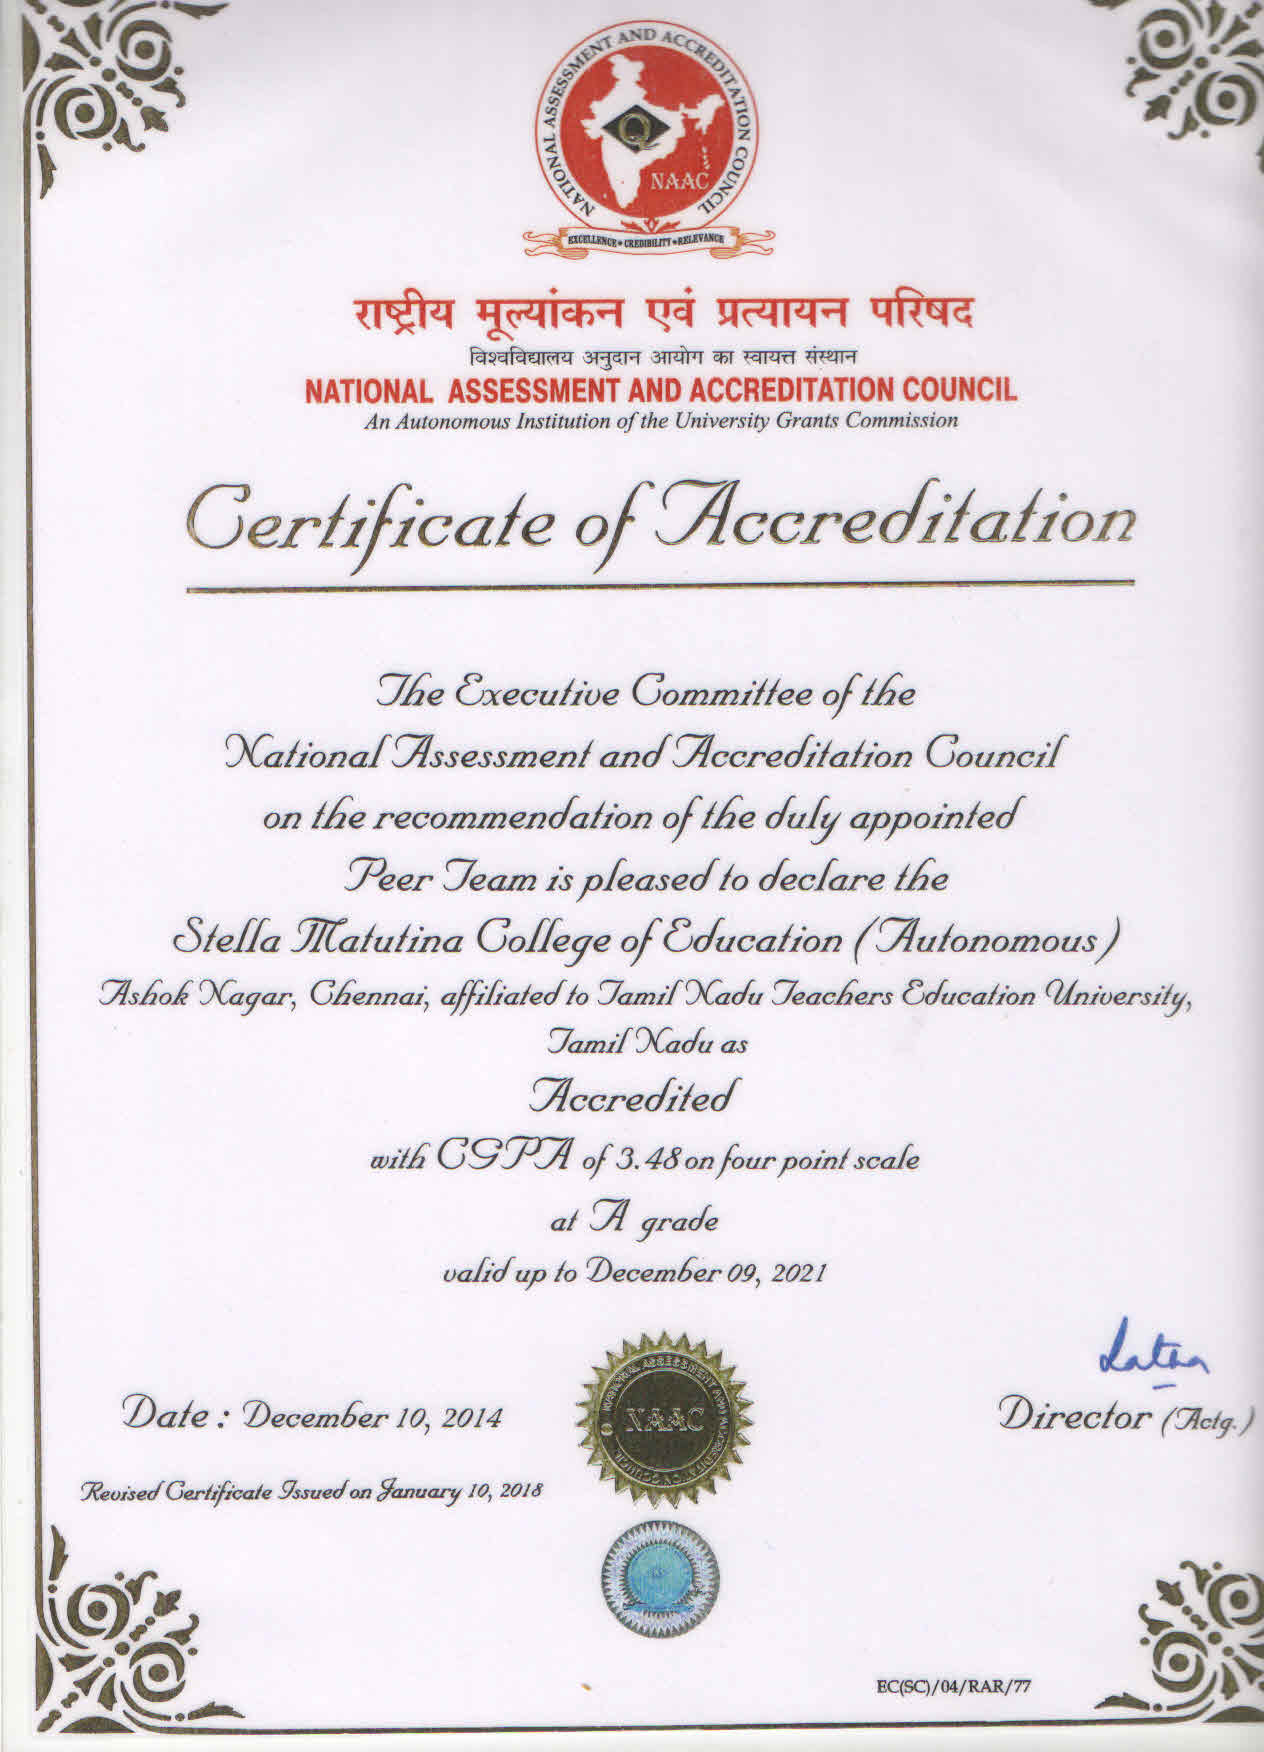 NATIONAL ASSESSMENT AND ACCREDITATION COUNCIL
Q
NAAC
EXCELLENCE • CREDIBILITY • RELEVANCE
राष्ट्रीय मूल्यांकन एवं प्रत्यायन परिषद
विश्वविद्यालय अनुदान आयोग का स्वायत्त संस्थान
NATIONAL ASSESSMENT AND ACCREDITATION COUNCIL
An Autonomous Institution of the University Grants Commission
Certificate of Accreditation
The Executive Committee of the
National Assessment and Accreditation Council
on the recommendation of the duly appointed
Peer Team is pleased to declare the
Stella Matutina College of Education (Autonomous)
Ashok Nagar, Chennai, affiliated to Tamil Nadu Teachers Education University,
Tamil Nadu as
Accredited
with CGPA of 3.48 on four point scale
at A grade
valid up to December 09, 2021
Latha
Date : December 10, 2014
Director (Actg.)
NATIONAL ASSESSMENT AND ACCREDITATION COUNCIL
NAAC
Revised Certificate Issued on January 10, 2018
EC(SC)/04/RAR/77